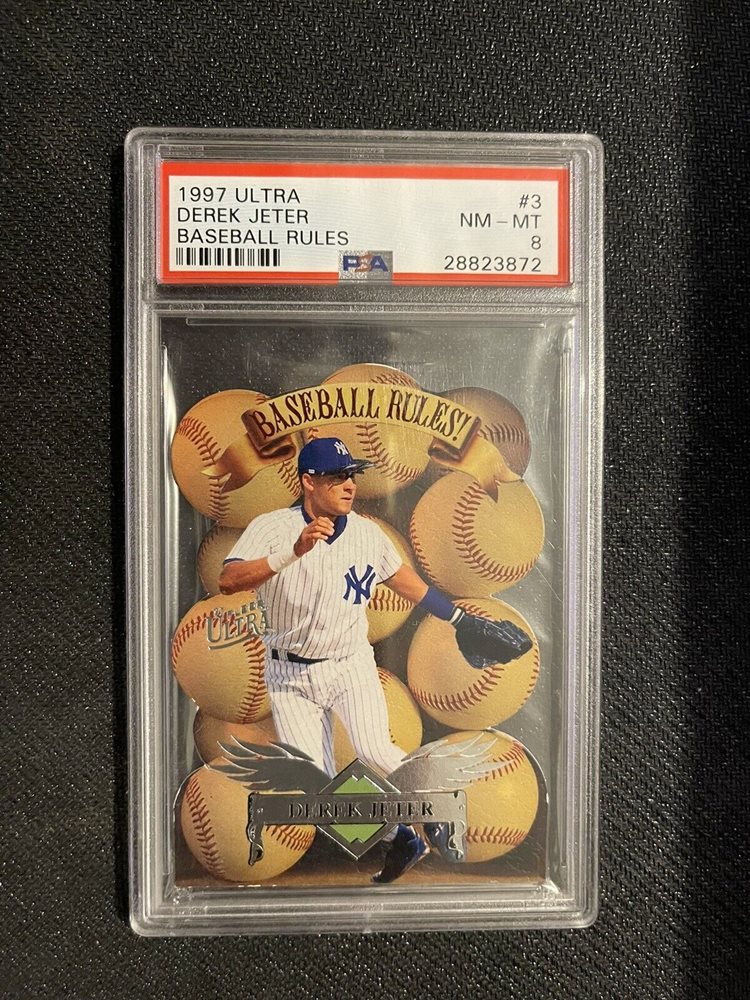 1997 ULTRA #3
DEREK JETER NM - MT
BASEBALL RULES 8
PSA 28823872
BASEBALL RULES!
NY
NY
ULTRA
DEREK JETER